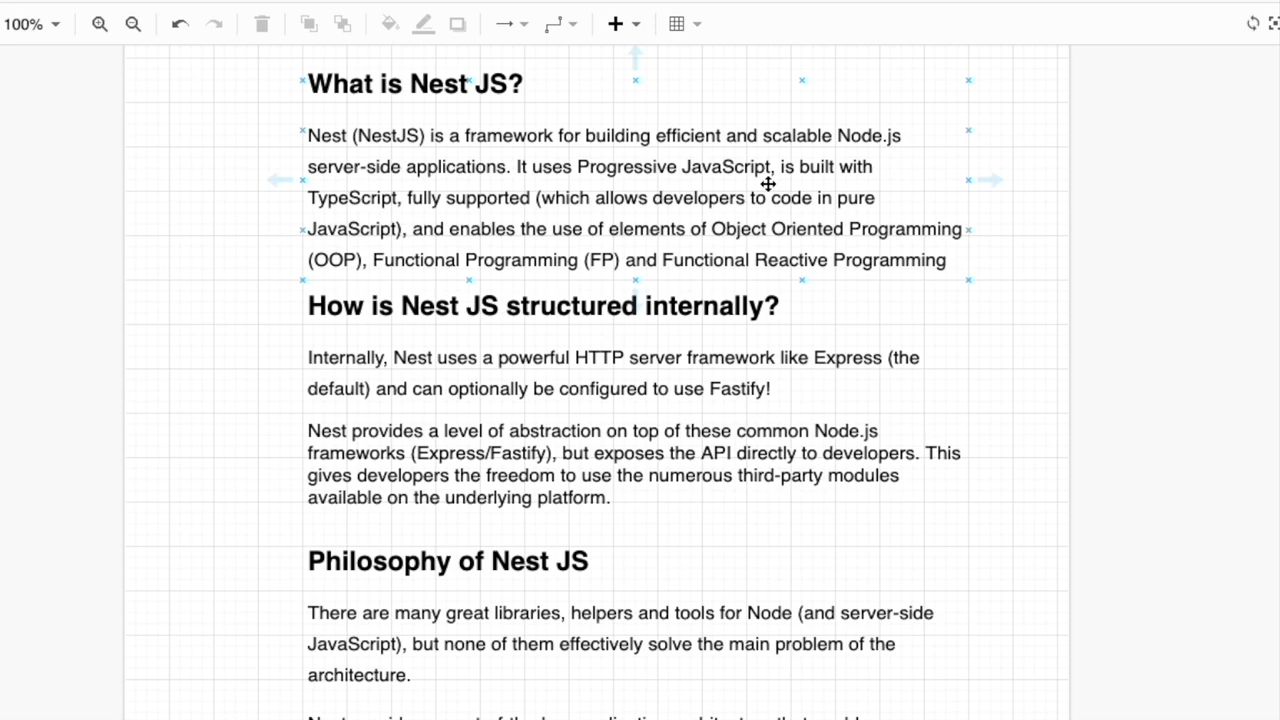 100%
What is Nest JS?
Nest (NestJS) is a framework for building efficient and scalable Node.js
server-side applications. It uses Progressive JavaScript, is built with
TypeScript, fully supported (which allows developers to code in pure
JavaScript), and enables the use of elements of Object Oriented Programming
(OOP), Functional Programming (FP) and Functional Reactive Programming
How is Nest JS structured internally?
Internally, Nest uses a powerful HTTP server framework like Express (the
default) and can optionally be configured to use Fastify!
Nest provides a level of abstraction on top of these common Node.js
frameworks (Express/Fastify), but exposes the API directly to developers. This
gives developers the freedom to use the numerous third-party modules
available on the underlying platform.
Philosophy of Nest JS
There are many great libraries, helpers and tools for Node (and server-side
JavaScript), but none of them effectively solve the main problem of the
architecture.